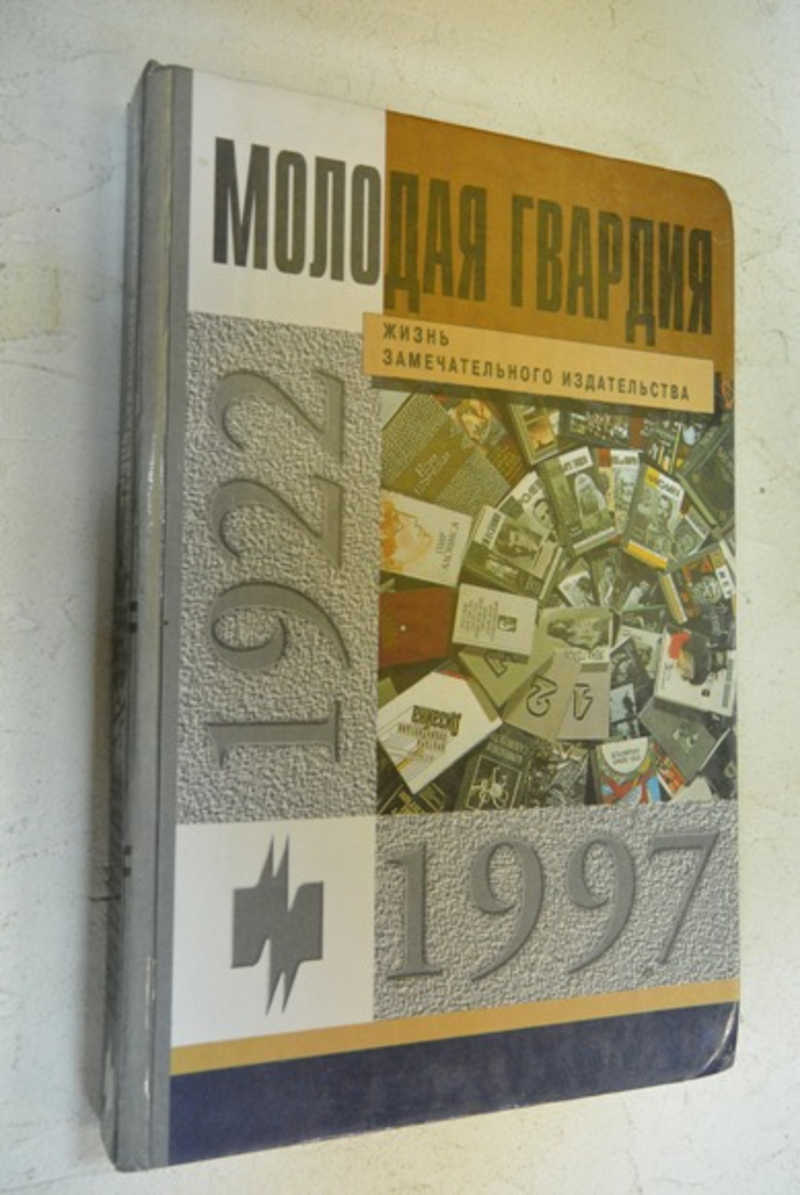 МОЛОДАЯ ГВАРДИЯ
ЖИЗНЬ
ЗАМЕЧАТЕЛЬНОГО ИЗДАТЕЛЬСТВА
1922
1997